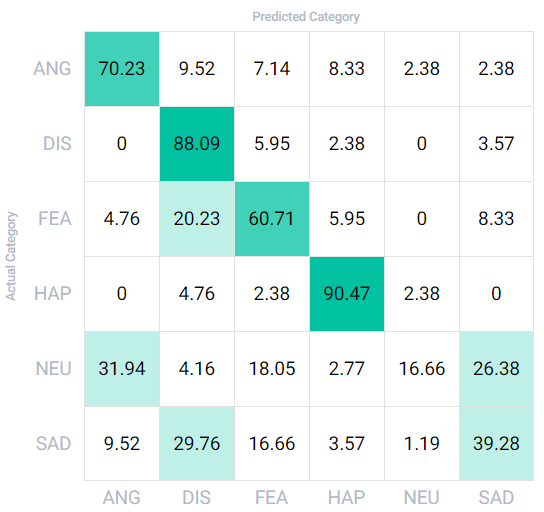 Predicted Category
ANG 70.23 9.52 7.14 8.33 2.38 2.38
DIS 0 88.09 5.95 2.38 0 3.57
FEA 4.76 20.23 60.71 5.95 0 8.33
HAP 0 4.76 2.38 90.47 2.38 0
NEU 31.94 4.16 18.05 2.77 16.66 26.38
SAD 9.52 29.76 16.66 3.57 1.19 39.28
ANG DIS FEA HAP NEU SAD
Actual Category